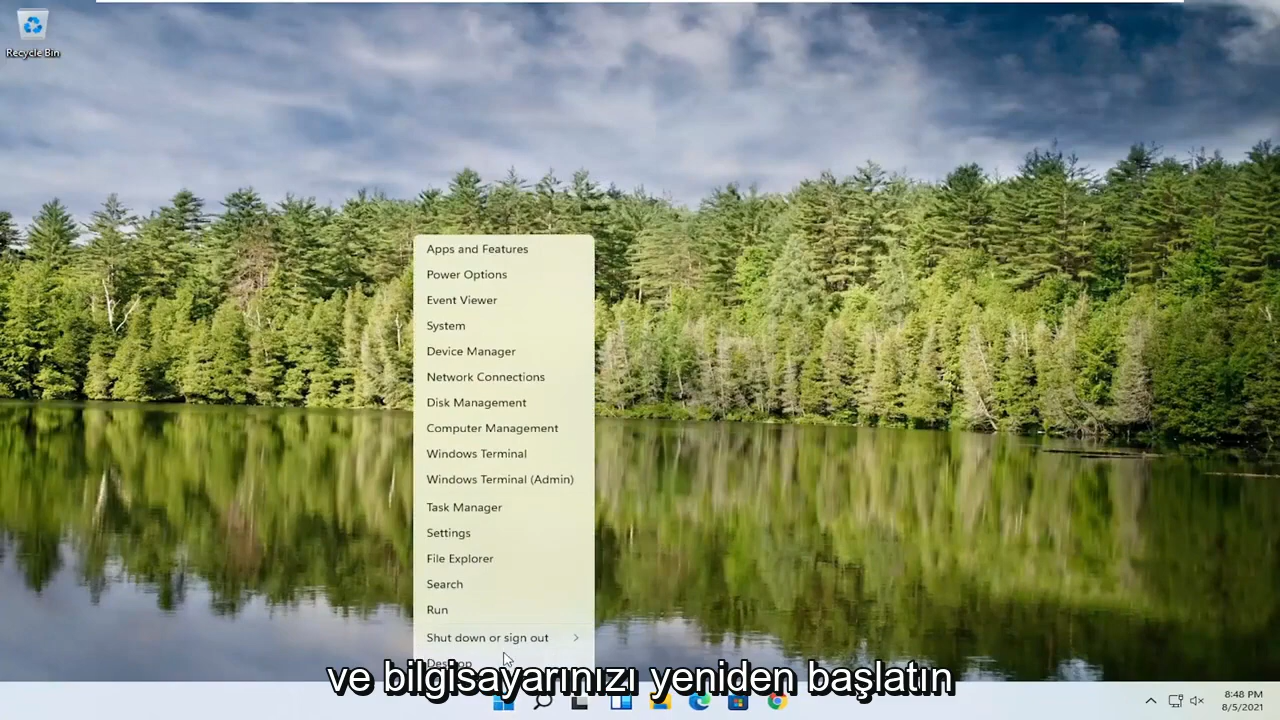 Recycle Bin
Apps and Features
Power Options
Event Viewer
System
Device Manager
Network Connections
Disk Management
Computer Management
Windows Terminal
Windows Terminal (Admin)
Task Manager
Settings
File Explorer
Search
Run
Shut down or sign out
Desktop
ve bilgisayarınızı yeniden başlatın
8:48 PM
8/5/2021